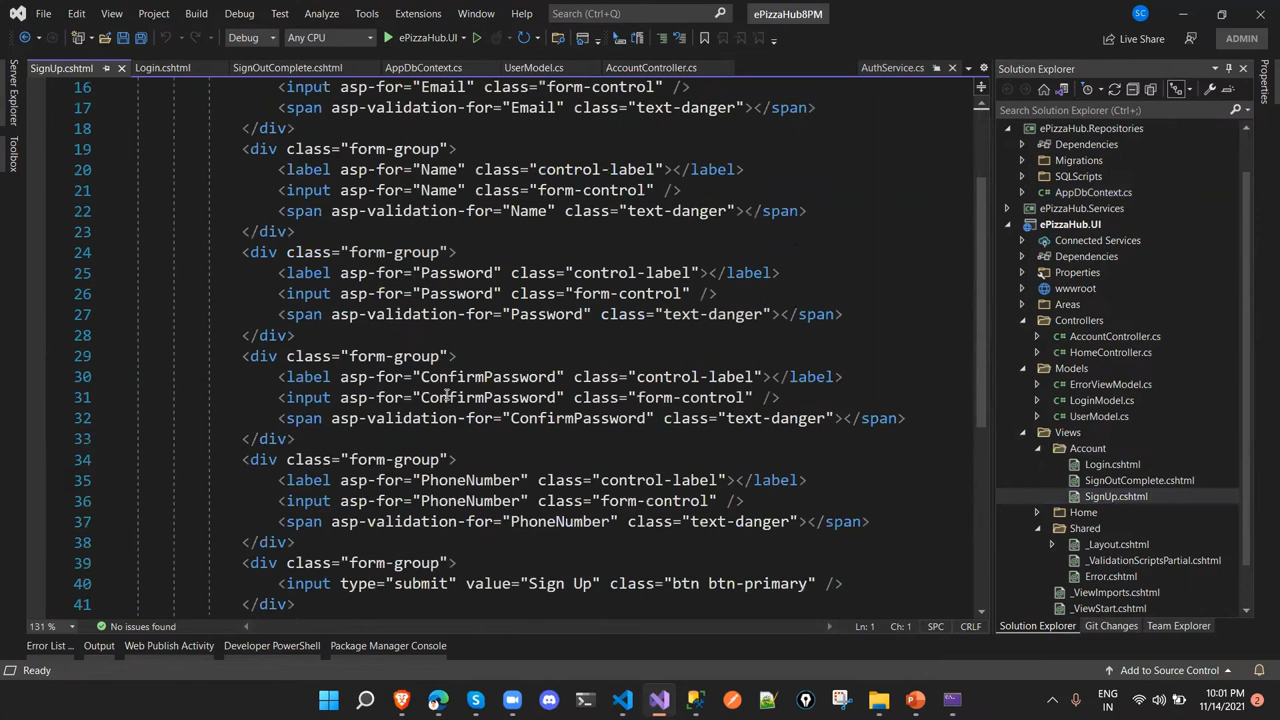 File Edit View Project Build Debug Test Analyze Tools Extensions Window Help Search (Ctrl+Q) ePizzaHub8PM SC
Debug Any CPU ePizzaHub.UI Live Share ADMIN
SignUp.cshtml Login.cshtml SignOutComplete.cshtml AppDbContext.cs UserModel.cs AccountController.cs AuthService.cs
Server Explorer
Toolbox
16 <input asp-for="Email" class="form-control" />
17 <span asp-validation-for="Email" class="text-danger"></span>
18 </div>
19 <div class="form-group">
20 <label asp-for="Name" class="control-label"></label>
21 <input asp-for="Name" class="form-control" />
22 <span asp-validation-for="Name" class="text-danger"></span>
23 </div>
24 <div class="form-group">
25 <label asp-for="Password" class="control-label"></label>
26 <input asp-for="Password" class="form-control" />
27 <span asp-validation-for="Password" class="text-danger"></span>
28 </div>
29 <div class="form-group">
30 <label asp-for="ConfirmPassword" class="control-label"></label>
31 <input asp-for="ConfirmPassword" class="form-control" />
32 <span asp-validation-for="ConfirmPassword" class="text-danger"></span>
33 </div>
34 <div class="form-group">
35 <label asp-for="PhoneNumber" class="control-label"></label>
36 <input asp-for="PhoneNumber" class="form-control" />
37 <span asp-validation-for="PhoneNumber" class="text-danger"></span>
38 </div>
39 <div class="form-group">
40 <input type="submit" value="Sign Up" class="btn btn-primary" />
41 </div>
131 % No issues found Ln: 1 Ch: 1 SPC CRLF
Solution Explorer
Search Solution Explorer (Ctrl+;)
ePizzaHub.Repositories
Dependencies
Migrations
SQLScripts
AppDbContext.cs
ePizzaHub.Services
ePizzaHub.UI
Connected Services
Dependencies
Properties
wwwroot
Areas
Controllers
AccountController.cs
HomeController.cs
Models
ErrorViewModel.cs
LoginModel.cs
UserModel.cs
Views
Account
Login.cshtml
SignOutComplete.cshtml
SignUp.cshtml
Home
Shared
_Layout.cshtml
_ValidationScriptsPartial.cshtml
Error.cshtml
_ViewImports.cshtml
_ViewStart.cshtml
Solution Explorer Git Changes Team Explorer
Properties
Error List ... Output Web Publish Activity Developer PowerShell Package Manager Console
Ready Add to Source Control 2
ENG
IN
10:01 PM
11/14/2021
2